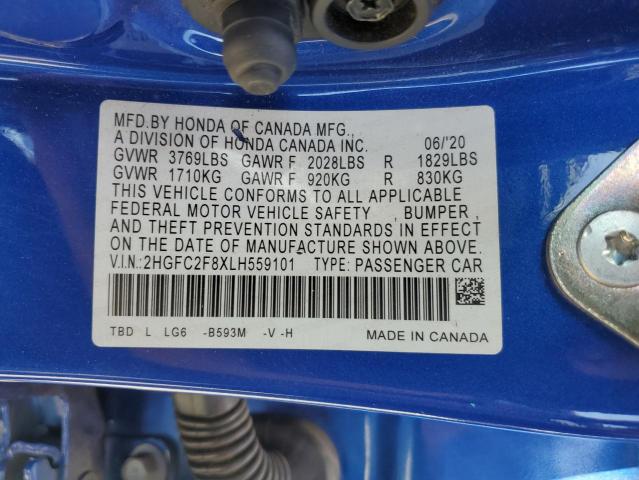 MFD.BY HONDA OF CANADA MFG.,
A DIVISION OF HONDA CANADA INC. 06/'20
GVWR 3769LBS GAWR F 2028LBS R 1829LBS
GVWR 1710KG GAWR F 920KG R 830KG
THIS VEHICLE CONFORMS TO ALL APPLICABLE
FEDERAL MOTOR VEHICLE SAFETY , BUMPER ,
AND THEFT PREVENTION STANDARDS IN EFFECT
ON THE DATE OF MANUFACTURE SHOWN ABOVE.
V.I.N.:2HGFC2F8XLH559101 TYPE: PASSENGER CAR
TBD L LG6 -B593M -V -H
MADE IN CANADA